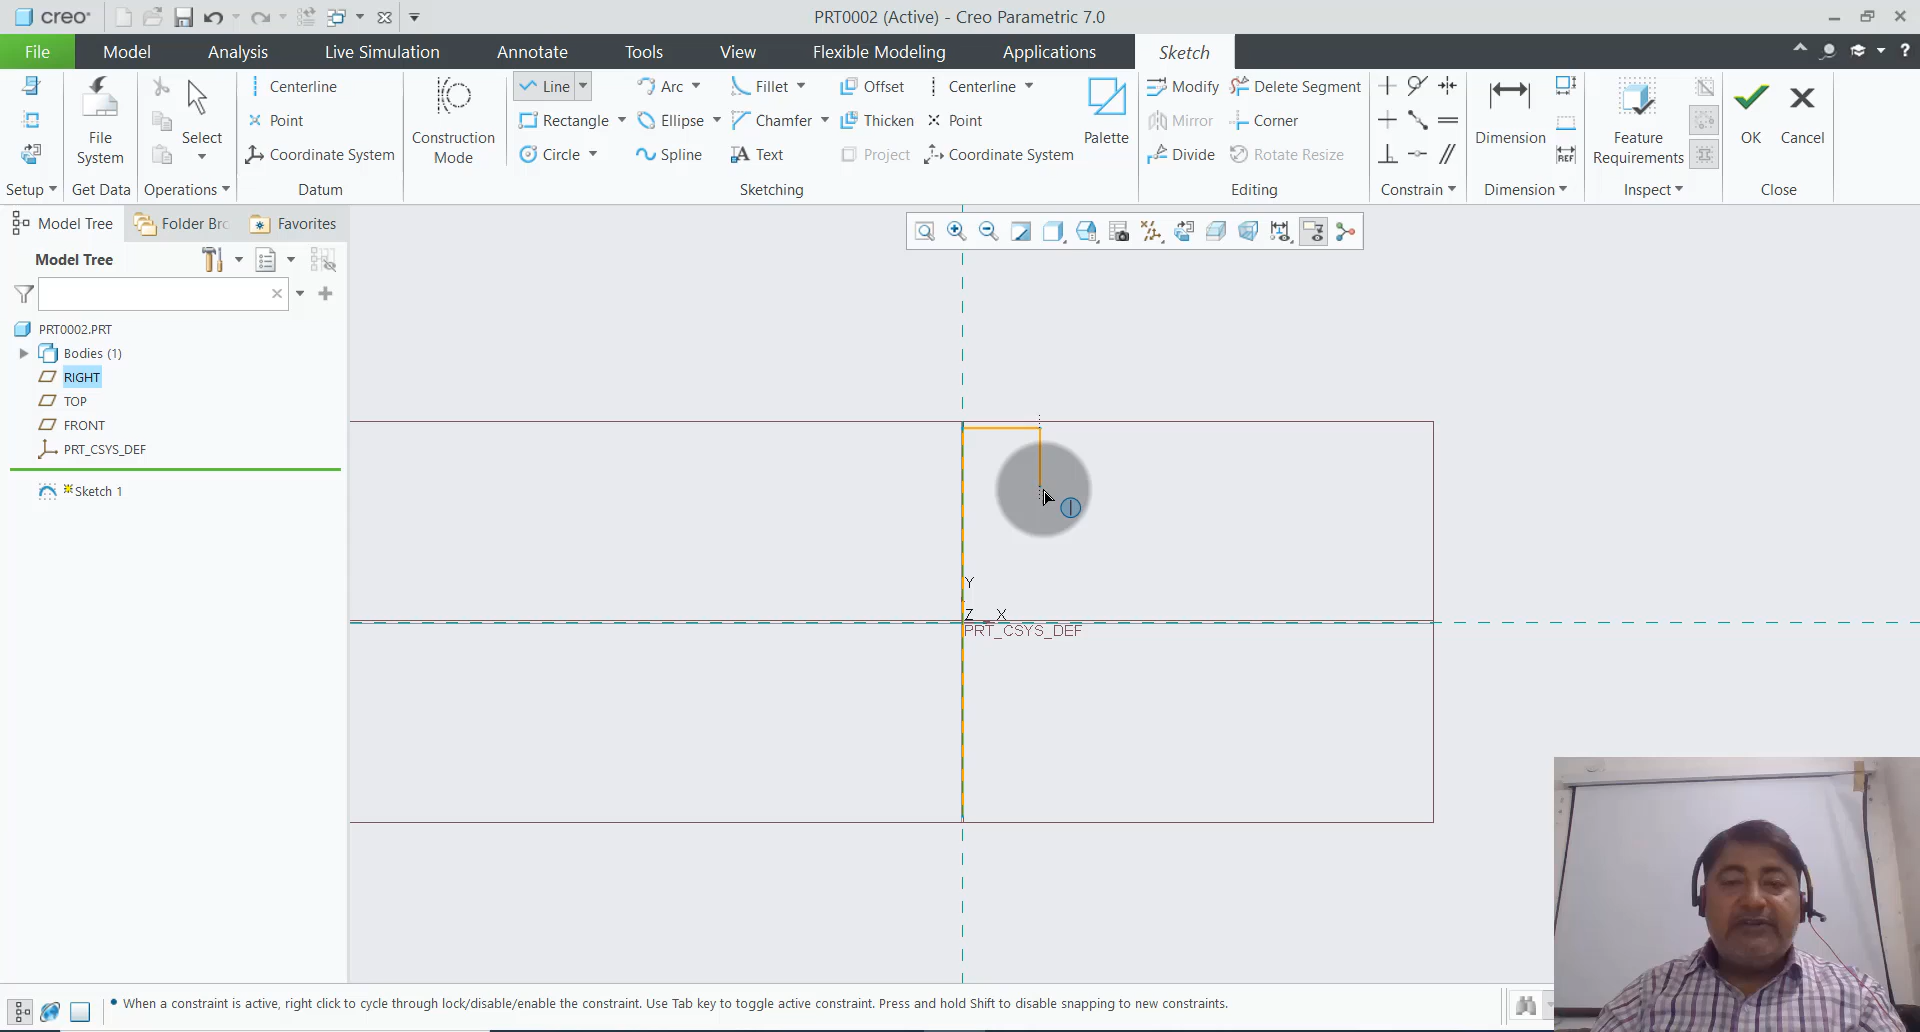 creo°
PRT0002 (Active) - Creo Parametric 7.0
File Model Analysis Live Simulation Annotate Tools View Flexible Modeling Applications Sketch
Centerline Line Arc Fillet Offset Centerline Modify Delete Segment
Point Rectangle Ellipse Chamfer Thicken Point Mirror Corner
Coordinate System Circle Spline Text Project Coordinate System Divide Rotate Resize
File System
Select
Construction Mode
Palette
Dimension
REF
Feature Requirements
OK
Cancel
Setup Get Data Operations Datum Sketching Editing Constrain Dimension Inspect Close
Model Tree Folder Bro Favorites
Model Tree
PRT0002.PRT
Bodies (1)
RIGHT
TOP
FRONT
PRT_CSYS_DEF
Sketch 1
Y
Z X
PRT_CSYS_DEF
When a constraint is active, right click to cycle through lock/disable/enable the constraint. Use Tab key to toggle active constraint. Press and hold Shift to disable snapping to new constraints.